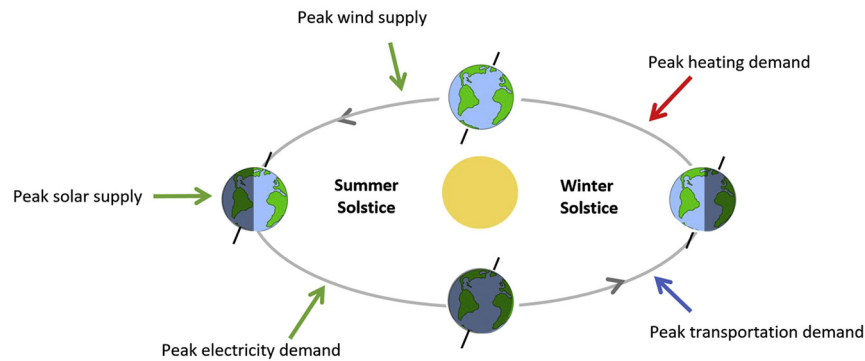 Peak wind supply
Peak heating demand
Peak solar supply
Summer
Solstice
Winter
Solstice
Peak electricity demand
Peak transportation demand